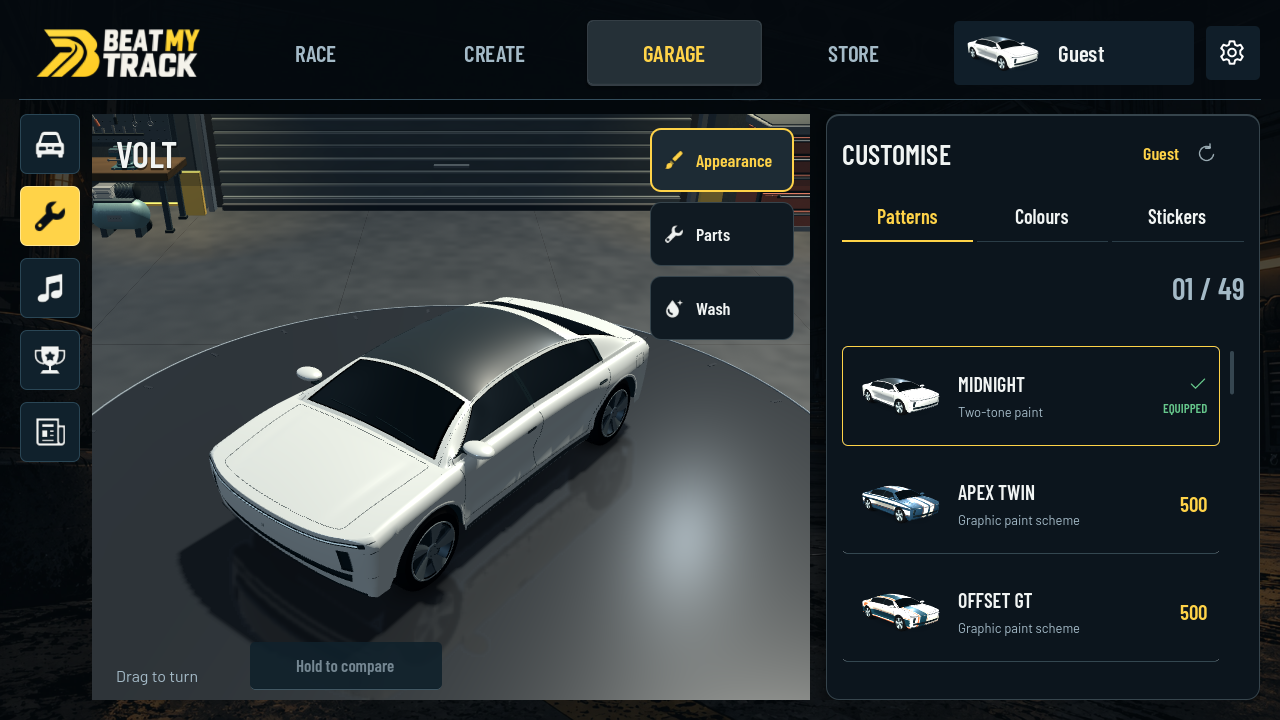 BEAT MY
TRACK
RACE
CREATE
GARAGE
STORE
Guest
VOLT
Appearance
Parts
Wash
Drag to turn
Hold to compare
CUSTOMISE
Guest
Patterns
Colours
Stickers
01 / 49
MIDNIGHT
Two-tone paint
EQUIPPED
APEX TWIN
Graphic paint scheme
500
OFFSET GT
Graphic paint scheme
500